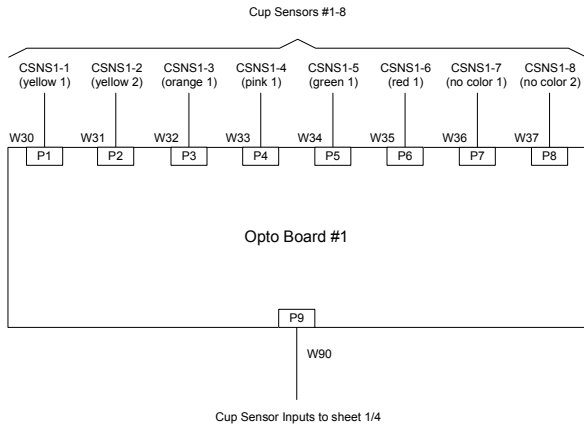 Cup Sensors #1-8
CSNS1-1 CSNS1-2 CSNS1-3 CSNS1-4 CSNS1-5 CSNS1-6 CSNS1-7 CSNS1-8
(yellow 1) (yellow 2) (orange 1) (pink 1) (green 1) (red 1) (no color 1) (no color 2)
W30 W31 W32 W33 W34 W35 W36 W37
P1 P2 P3 P4 P5 P6 P7 P8
Opto Board #1
P9
W90
Cup Sensor Inputs to sheet 1/4